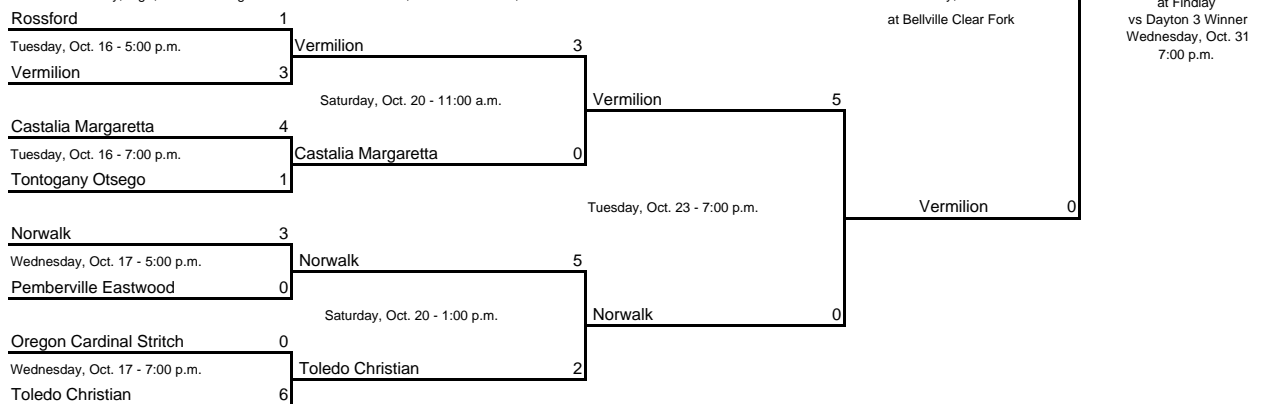 Rossford 1
Tuesday, Oct. 16 - 5:00 p.m.
Vermilion 3
Vermilion 3
Saturday, Oct. 20 - 11:00 a.m.
Castalia Margaretta 4
Tuesday, Oct. 16 - 7:00 p.m.
Castalia Margaretta 0
Tontogany Otsego 1
Vermilion 5
Tuesday, Oct. 23 - 7:00 p.m.
Norwalk 3
Wednesday, Oct. 17 - 5:00 p.m.
Norwalk 5
Pemberville Eastwood 0
Saturday, Oct. 20 - 1:00 p.m.
Norwalk 0
Oregon Cardinal Stritch 0
Wednesday, Oct. 17 - 7:00 p.m.
Toledo Christian 2
Toledo Christian 6
at Bellville Clear Fork
Vermilion 0
at Findlay
vs Dayton 3 Winner
Wednesday, Oct. 31
7:00 p.m.